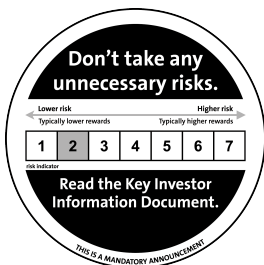 Don’t take any
unnecessary risks.
Lower risk Higher risk
Typically lower rewards Typically higher rewards
1 2 3 4 5 6 7
risk indicator
Read the Key Investor
Information Document.
THIS IS A MANDATORY ANNOUNCEMENT